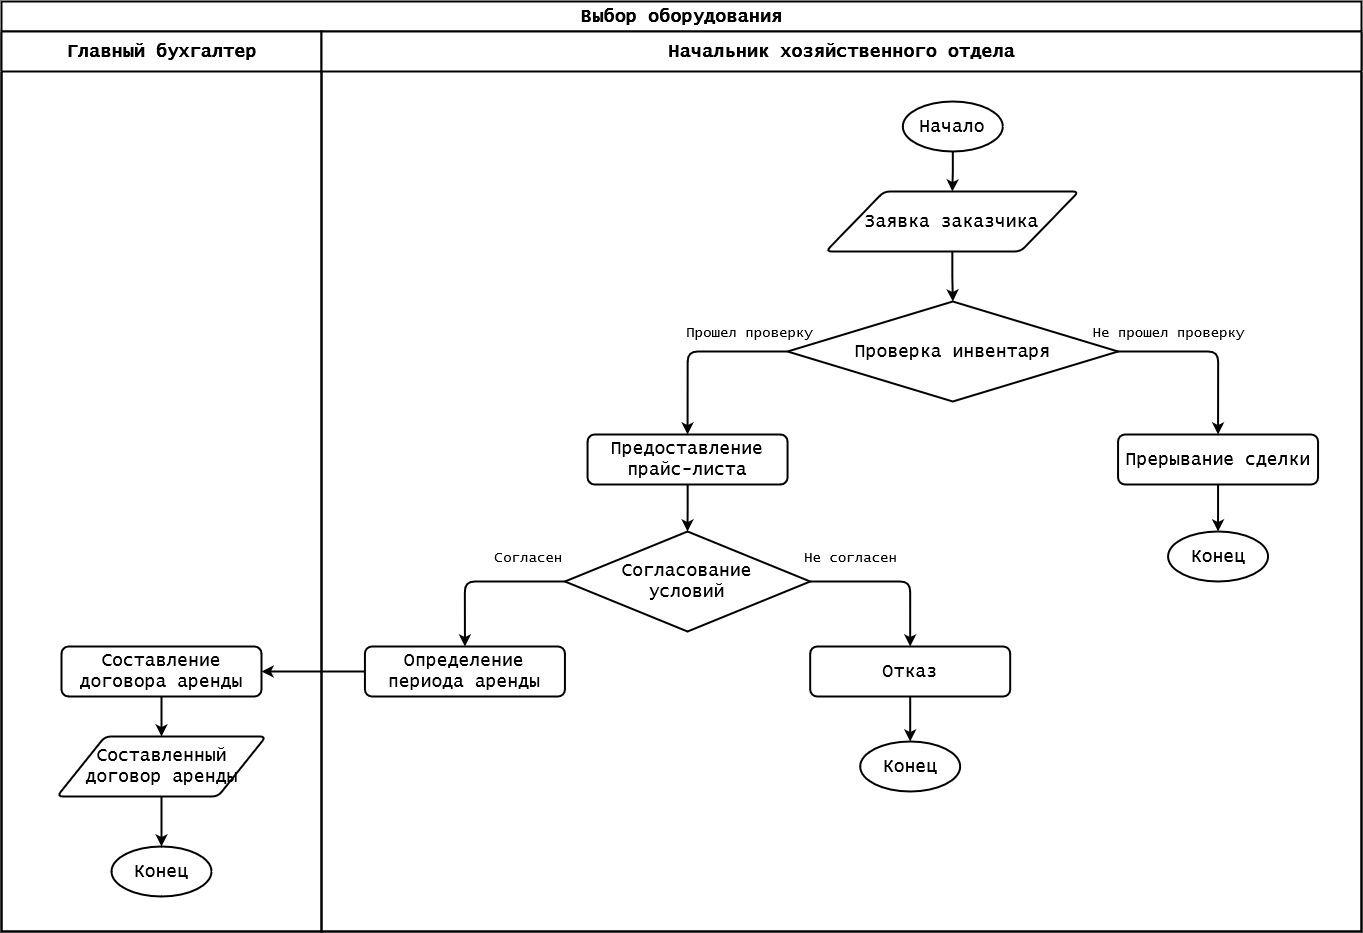 Выбор оборудования
Главный бухгалтер
Начальник хозяйственного отдела
Начало
Заявка заказчика
Прошел проверку
Не прошел проверку
Проверка инвентаря
Предоставление
прайс-листа
Прерывание сделки
Согласен
Не согласен
Согласование
условий
Конец
Составление
договора аренды
Определение
периода аренды
Отказ
Составленный
договор аренды
Конец
Конец